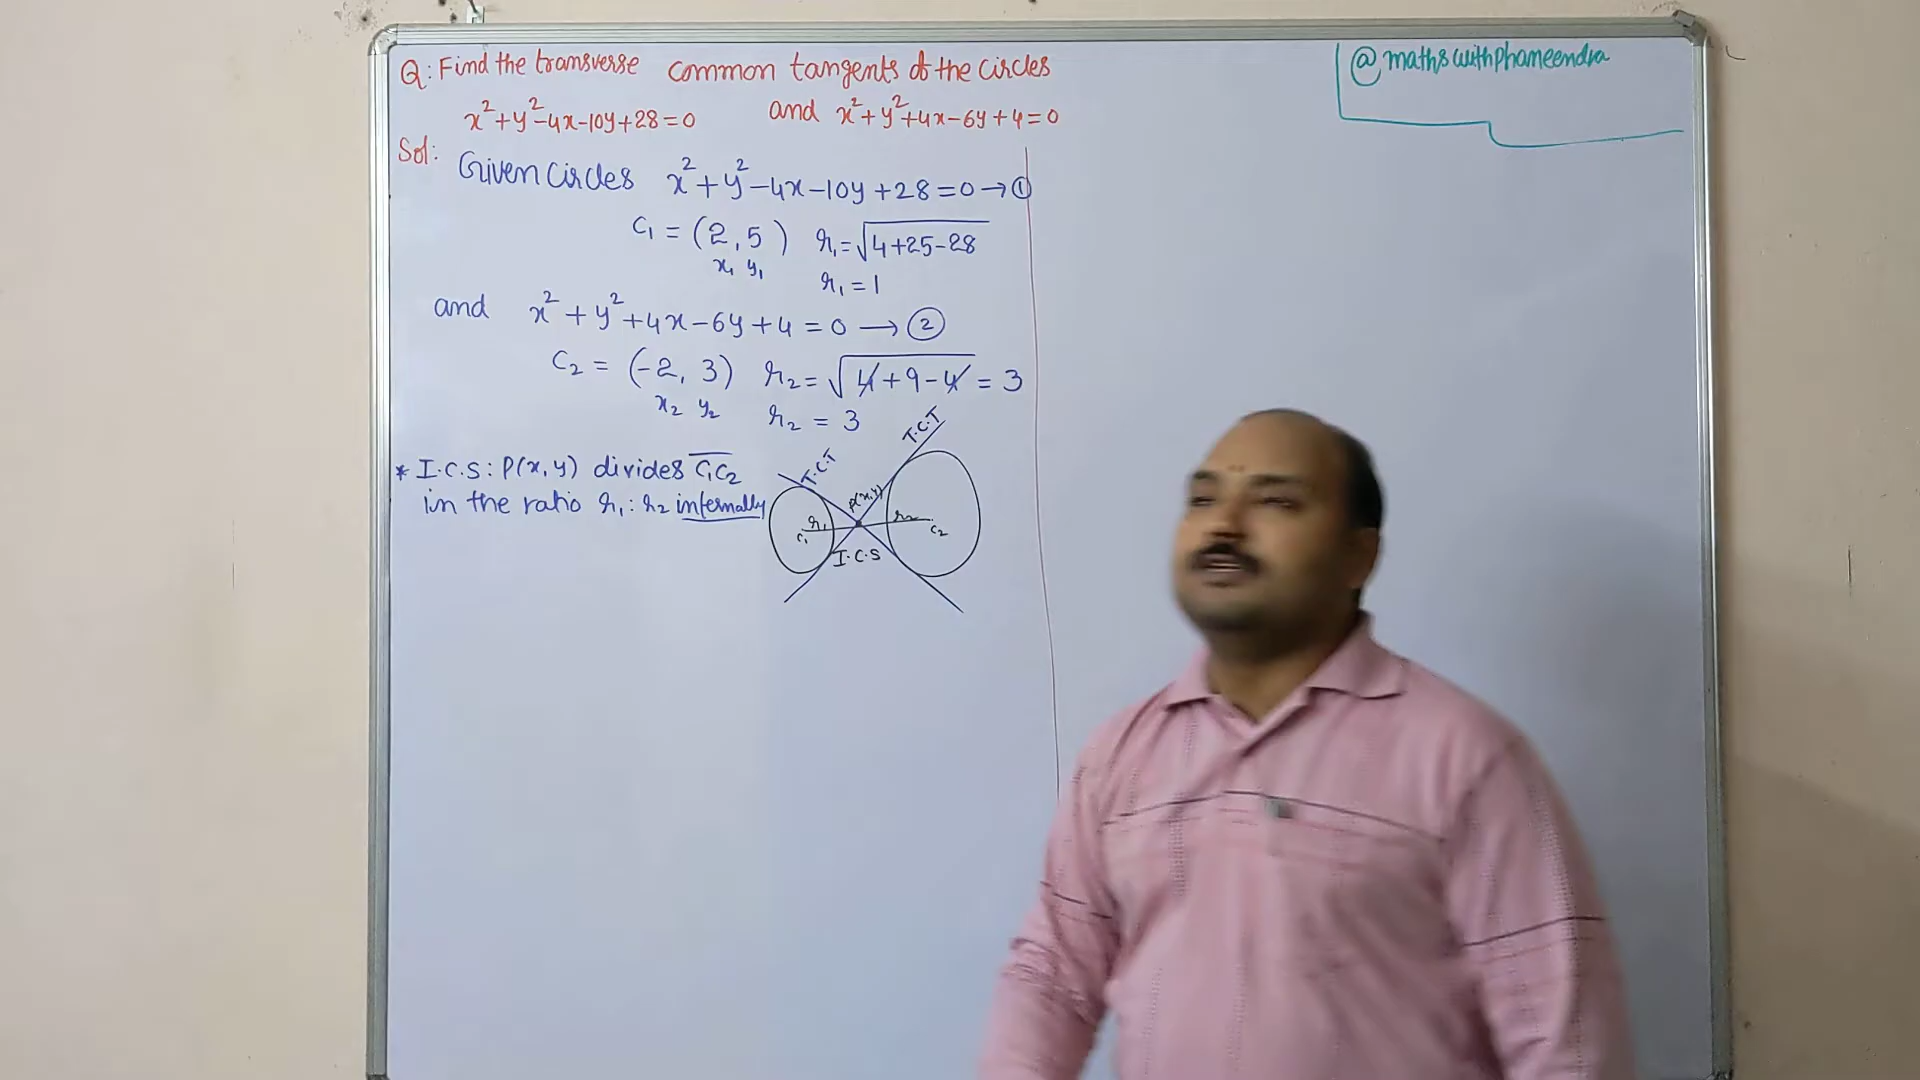 Q: Find the transverse common tangents of the circles
x²+y²-4x-10y+28=0 and x²+y²+4x-6y+4=0
Sol:
Given Circles x²+y²-4x-10y+28=0→①
C₁ = (2, 5) r₁=√4+25-28
x₁ y₁
r₁ = 1
and x²+y²+4x-6y+4=0→②
C₂ = (-2, 3) r₂=√4+9-4 = 3
x₂ y₂
r₂ = 3
* I.C.S: P(x,y) divides C₁C₂
in the ratio r₁:r₂ internally
T.C.T
T.C.T
P(x,y)
r₁
r₂
C₁
C₂
I.C.S
@mathswithphameendra